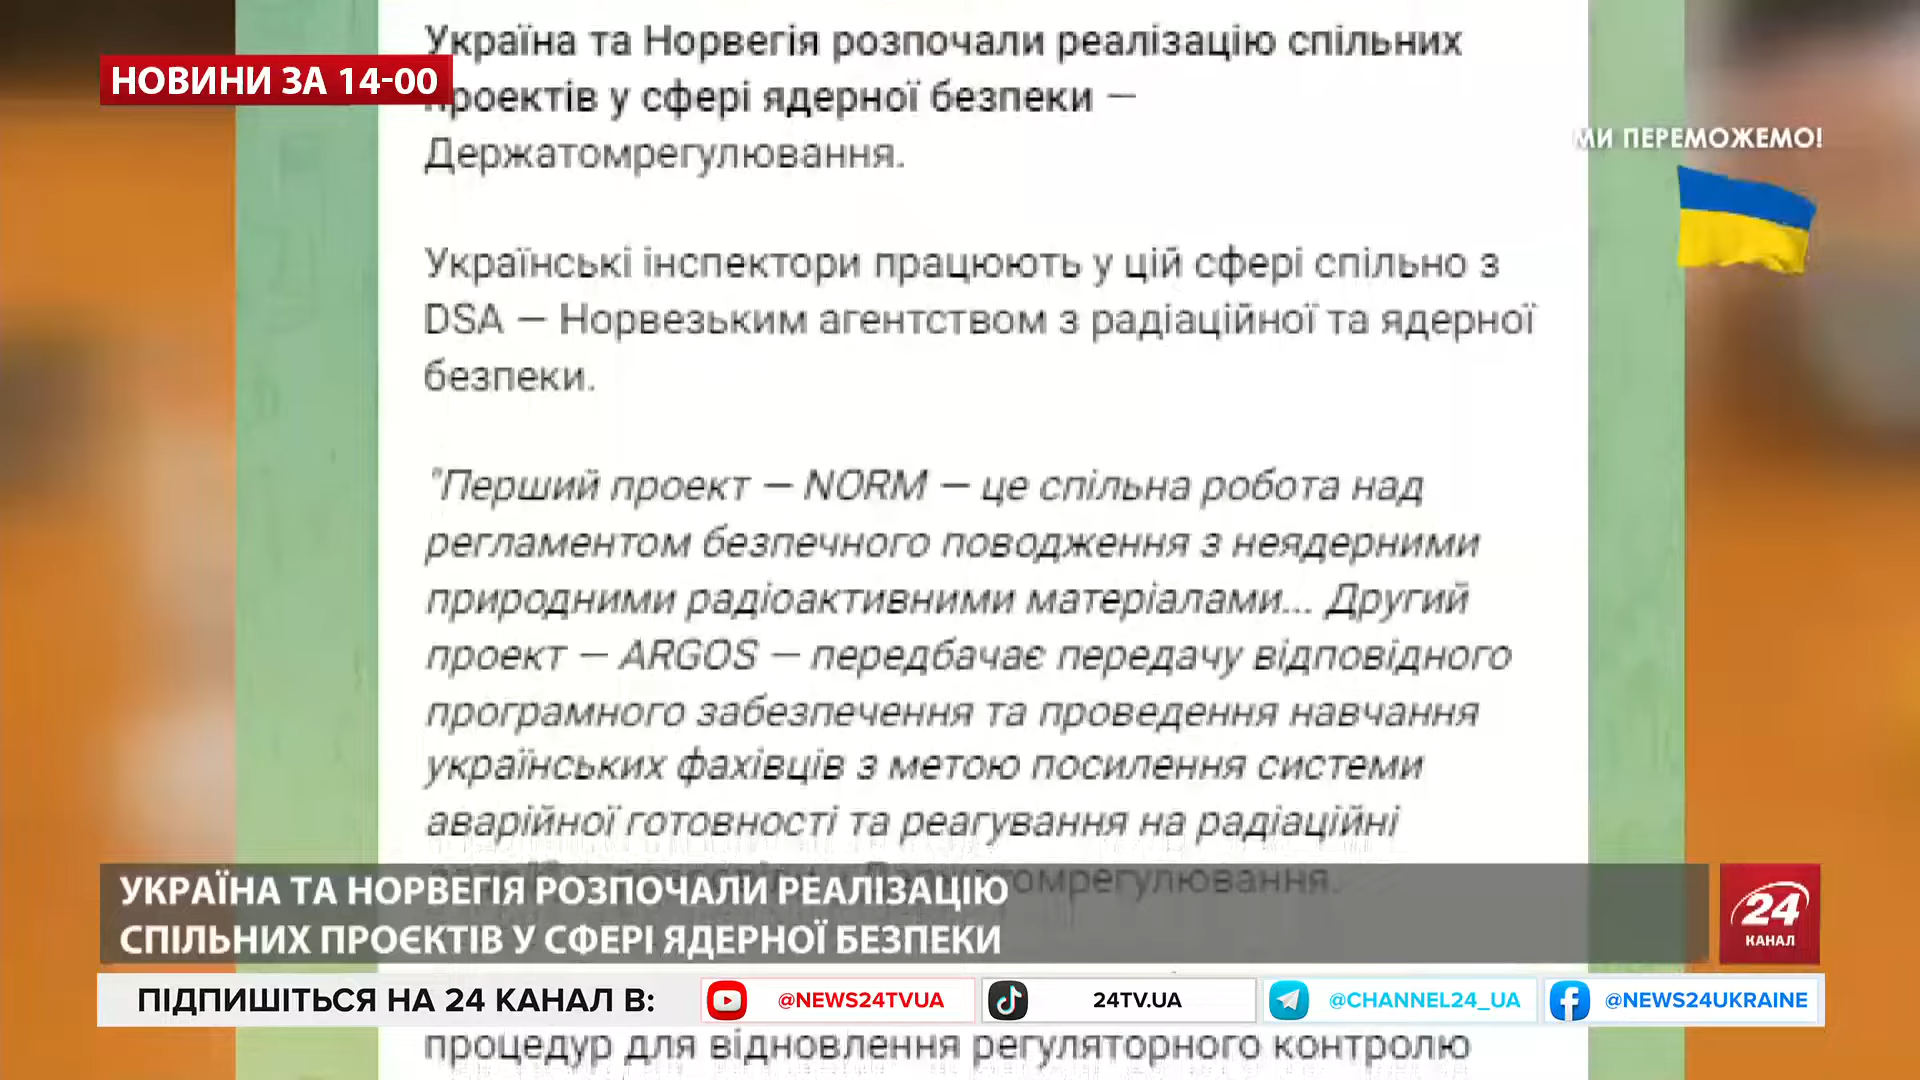 Україна та Норвегія розпочали реалізацію спільних
НОВИНИ ЗА 14-00
проектів у сфері ядерної безпеки —
Держатомрегулювання.
МИ ПЕРЕМОЖЕМО!
Українські інспектори працюють у цій сфері спільно з
DSA — Норвезьким агентством з радіаційної та ядерної
безпеки.
"Перший проект — NORM — це спільна робота над
регламентом безпечного поводження з неядерними
природними радіоактивними матеріалами... Другий
проект — ARGOS — передбачає передачу відповідного
програмного забезпечення та проведення навчання
українських фахівців з метою посилення системи
аварійної готовності та реагування на радіаційні
Держатомрегулювання.
УКРАЇНА ТА НОРВЕГІЯ РОЗПОЧАЛИ РЕАЛІЗАЦІЮ
СПІЛЬНИХ ПРОЄКТІВ У СФЕРІ ЯДЕРНОЇ БЕЗПЕКИ
24
КАНАЛ
ПІДПИШІТЬСЯ НА 24 КАНАЛ В:
@NEWS24TVUA
24TV.UA
@CHANNEL24_UA
@NEWS24UKRAINE
процедур для відновлення регуляторного контролю